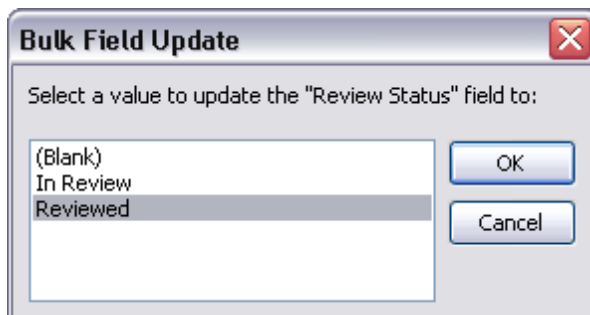 Bulk Field Update
Select a value to update the "Review Status" field to:
(Blank)
In Review
Reviewed
OK
Cancel